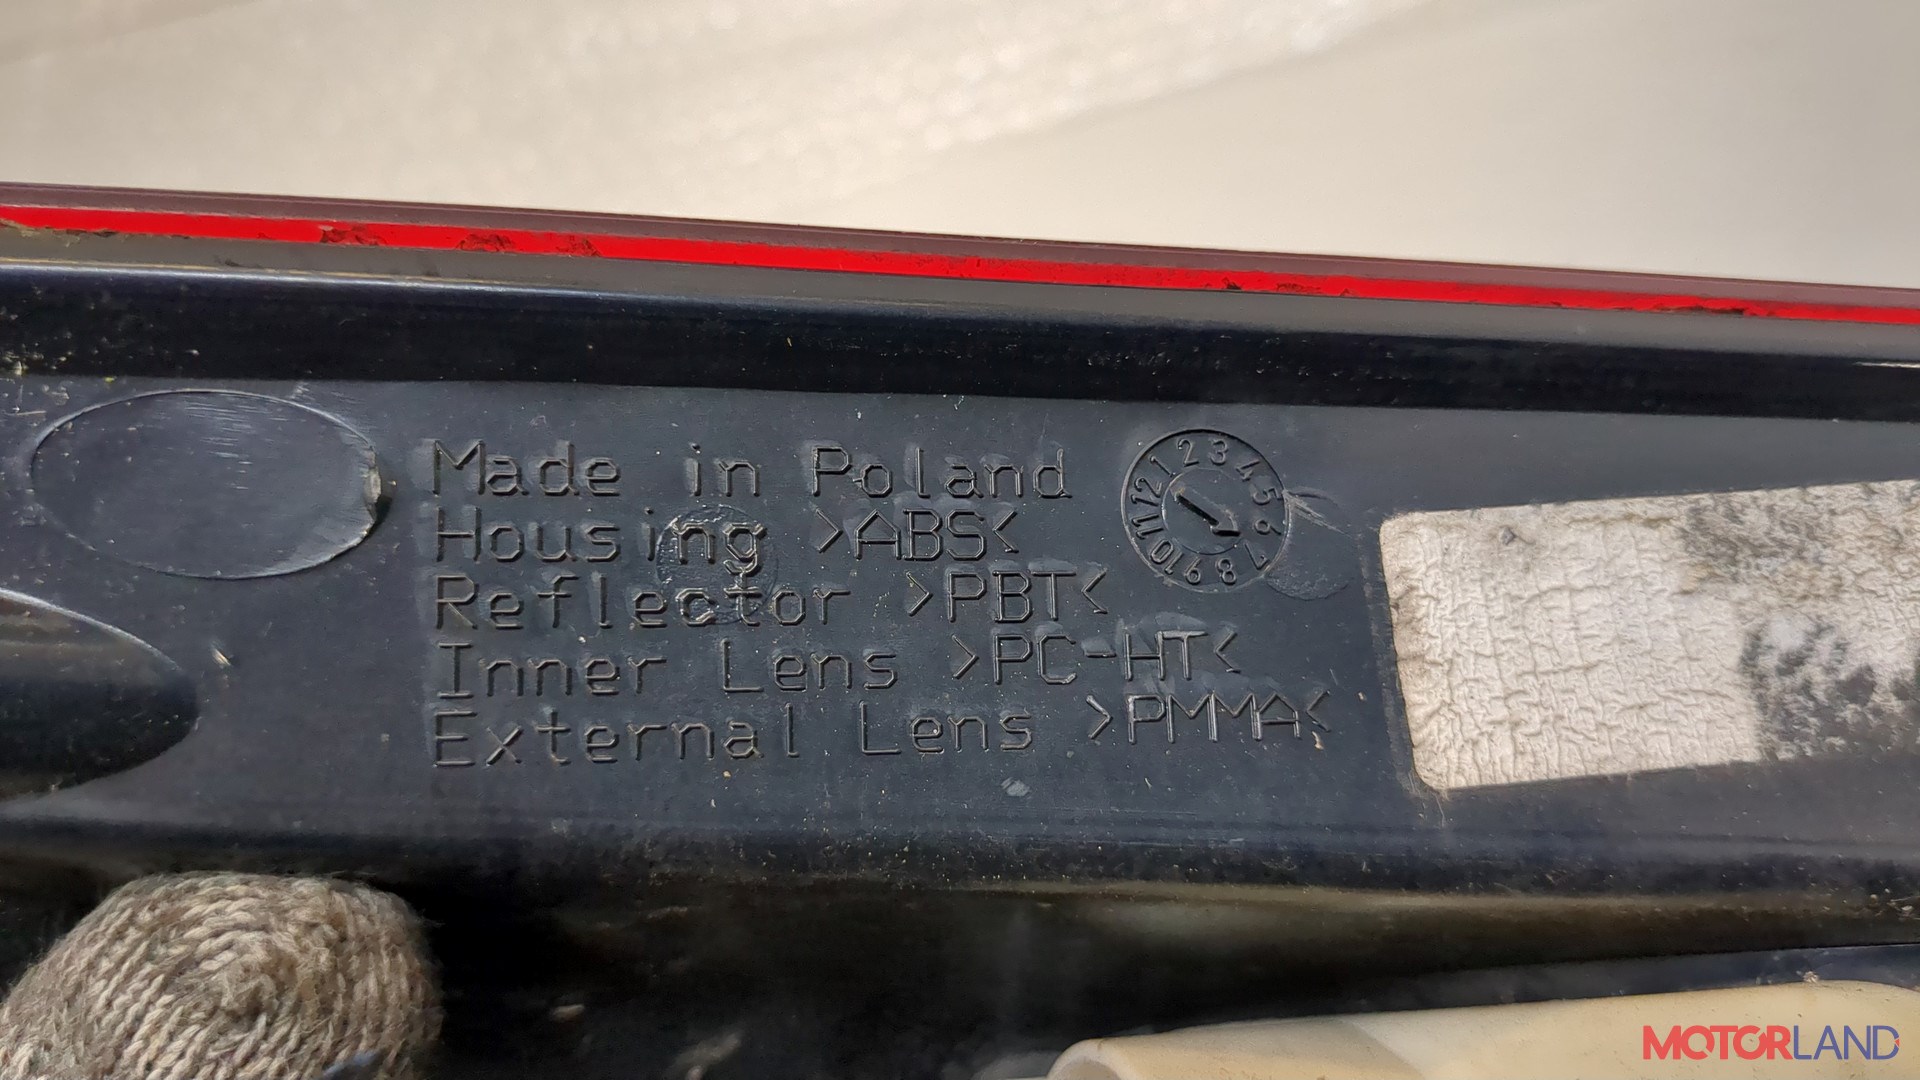 Made in Poland
Housing >ABS<
Reflector >PBT<
Inner Lens >PC-HT<
External Lens >PMMA<
1 2 3 4 5 6 7 8 9 10 11 12
MOTORLAND